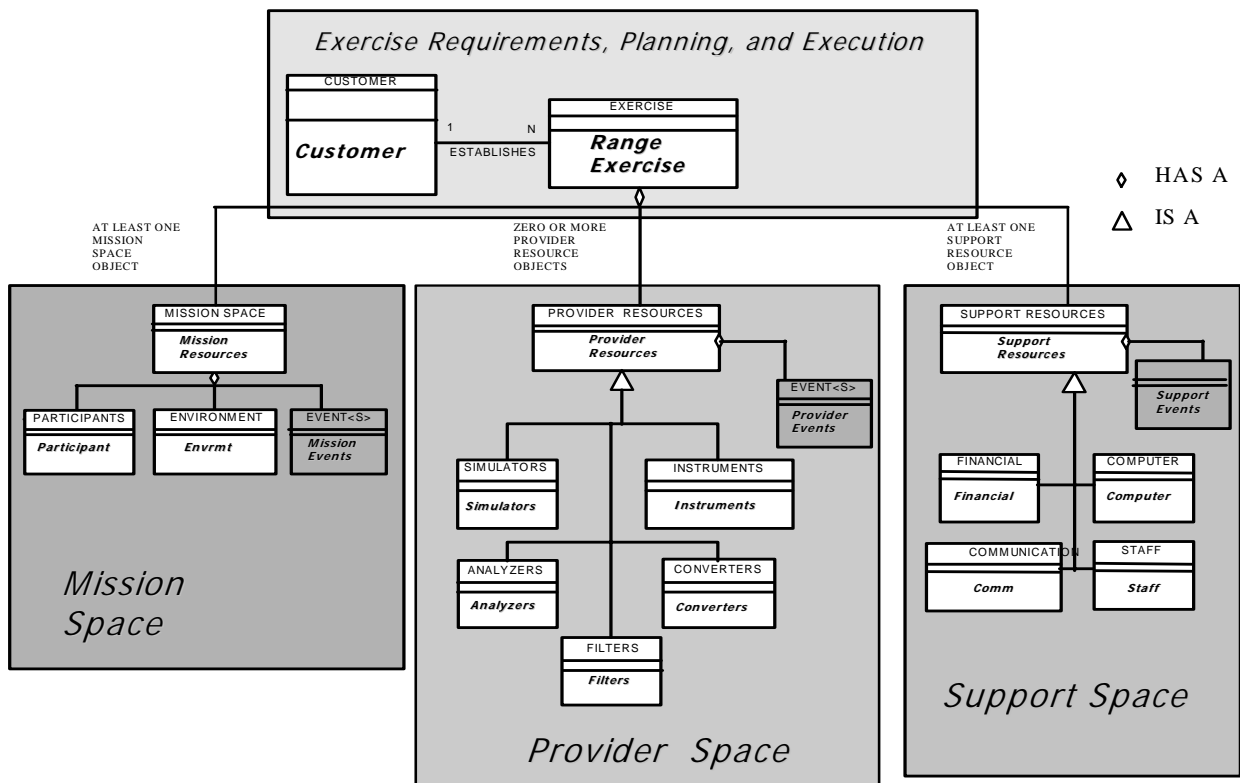 Exercise Requirements, Planning, and Execution
CUSTOMER
Customer
1
N
ESTABLISHES
EXERCISE
Range
Exercise
HAS A
IS A
AT LEAST ONE
MISSION
SPACE
OBJECT
ZERO OR MORE
PROVIDER
RESOURCE
OBJECTS
AT LEAST ONE
SUPPORT
RESOURCE
OBJECT
MISSION SPACE
Mission
Resources
PARTICIPANTS
Participant
ENVIRONMENT
Envrmt
EVENT<S>
Mission
Events
Mission
Space
PROVIDER RESOURCES
Provider
Resources
EVENT<S>
Provider
Events
SIMULATORS
Simulators
INSTRUMENTS
Instruments
ANALYZERS
Analyzers
CONVERTERS
Converters
FILTERS
Filters
Provider Space
SUPPORT RESOURCES
Support
Resources
Support
Events
FINANCIAL
Financial
COMPUTER
Computer
COMMUNICATION
Comm
STAFF
Staff
Support Space